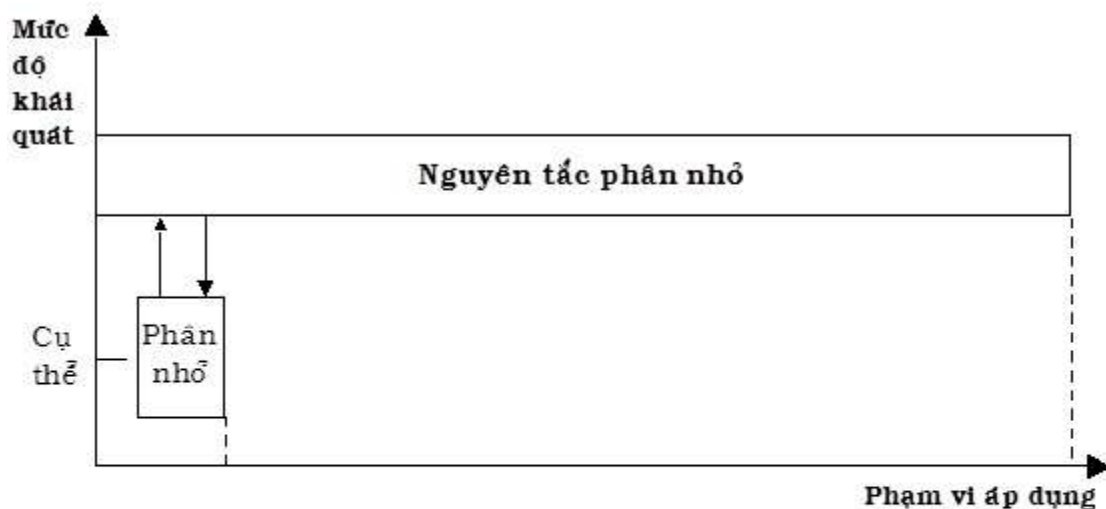 Mức
độ
khái
quát
Nguyên tắc phân nhỏ
Cụ
thể
Phân
nhỏ
Phạm vi áp dụng